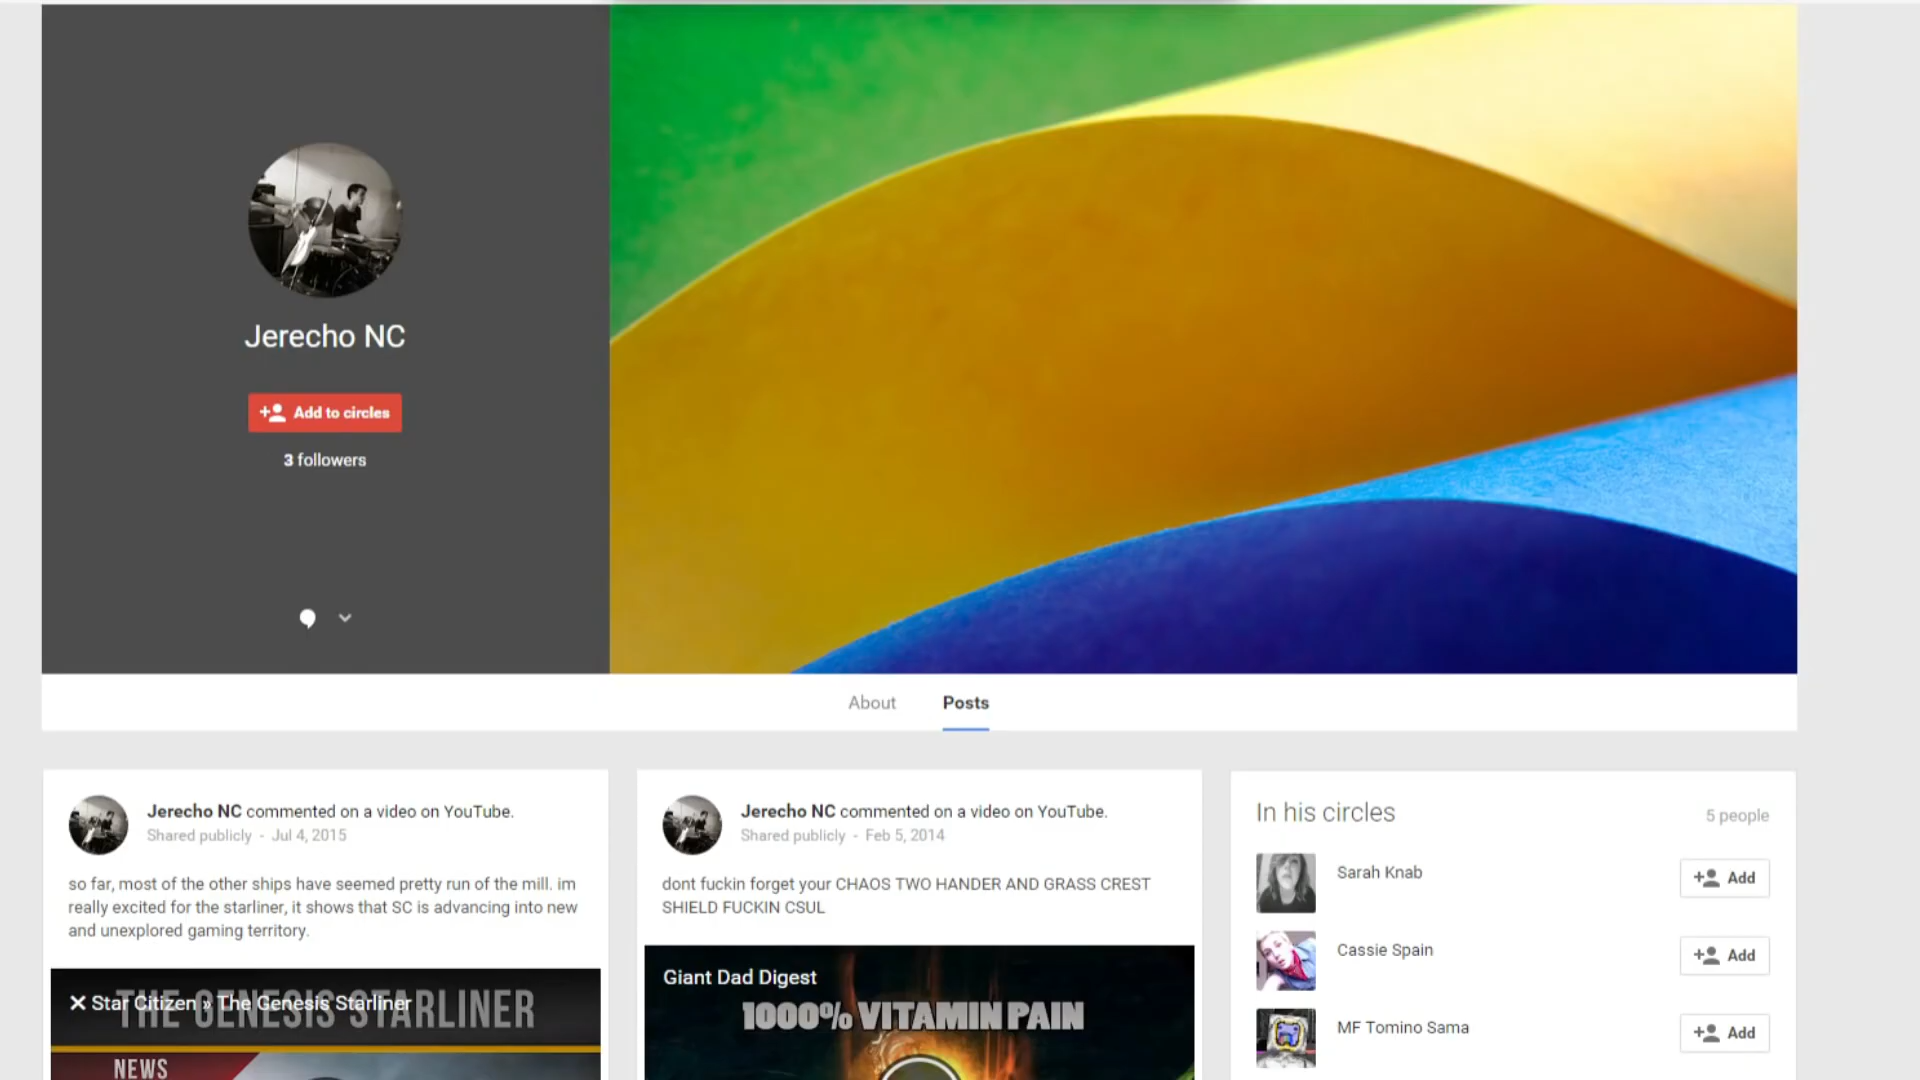 Jerecho NC
Add to circles
3 followers
About
Posts
Jerecho NC commented on a video on YouTube.
Shared publicly - Jul 4, 2015
so far, most of the other ships have seemed pretty run of the mill. im
really excited for the starliner, it shows that SC is advancing into new
and unexplored gaming territory.
Star Citizen » The Genesis Starliner
THE GENESIS STARLINER
NEWS
Jerecho NC commented on a video on YouTube.
Shared publicly - Feb 5, 2014
dont fuckin forget your CHAOS TWO HANDER AND GRASS CREST
SHIELD FUCKIN CSUL
Giant Dad Digest
1000% VITAMIN PAIN
In his circles
5 people
Sarah Knab
Add
Cassie Spain
Add
MF Tomino Sama
Add